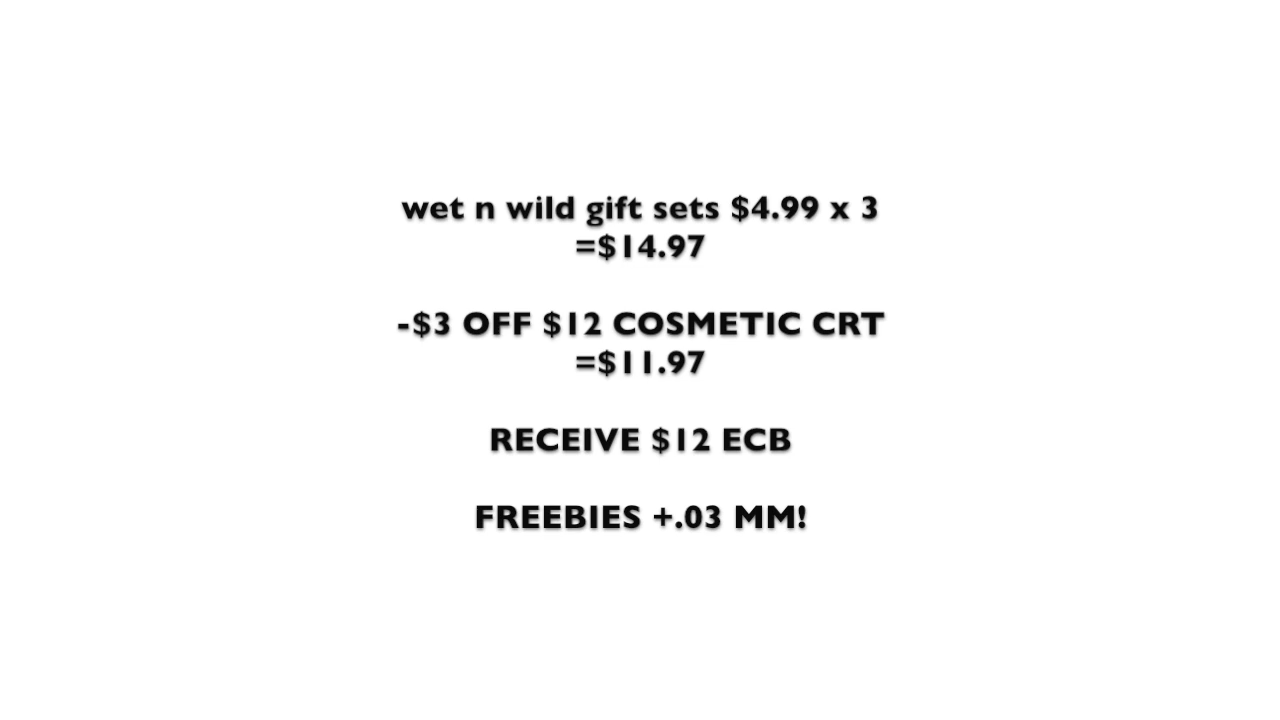 wet n wild gift sets $4.99 x 3
=$14.97
-$3 OFF $12 COSMETIC CRT
=$11.97
RECEIVE $12 ECB
FREEBIES +.03 MM!